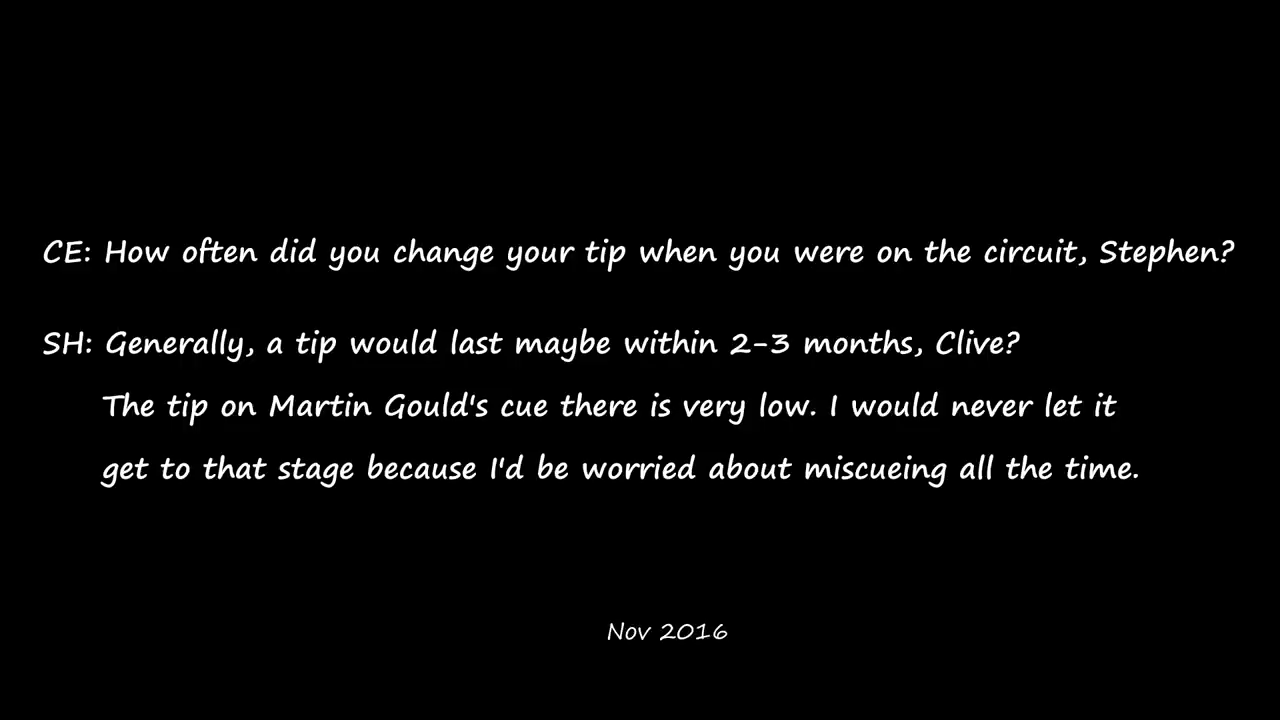 CE: How often did you change your tip when you were on the circuit, Stephen?
SH: Generally, a tip would last maybe within 2-3 months, Clive?
The tip on Martin Gould's cue there is very low. I would never let it
get to that stage because I'd be worried about miscueing all the time.
Nov 2016